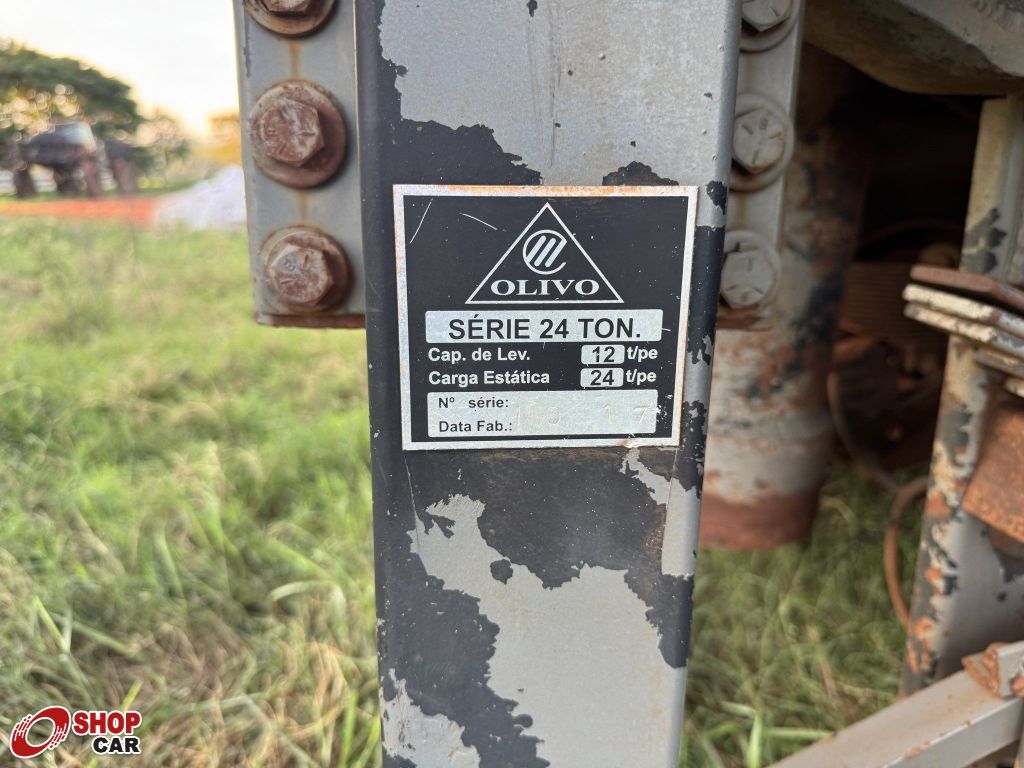 OLIVO
SÉRIE 24 TON.
Cap. de Lev. 12 t/pe
Carga Estática 24 t/pe
Nº série:
Data Fab.:
SHOP
CAR